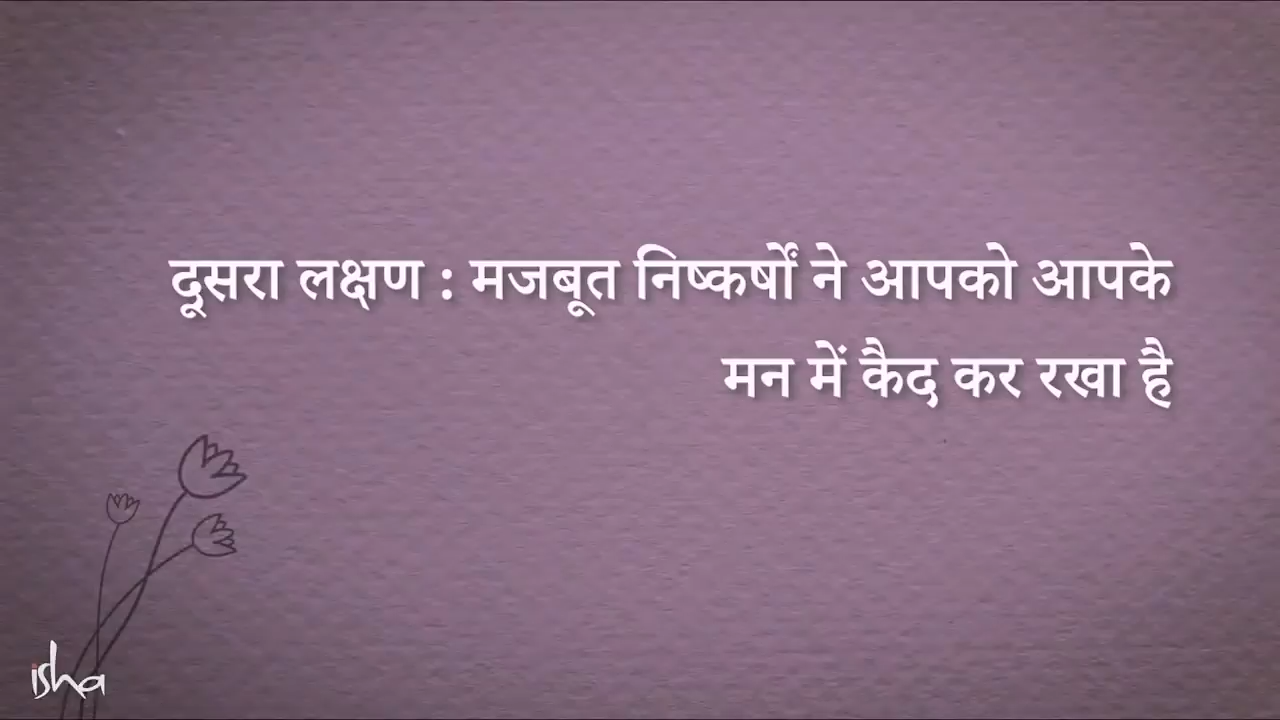 दूसरा लक्षण : मजबूत निष्कर्षों ने आपको आपके
मन में कैद कर रखा है
isha